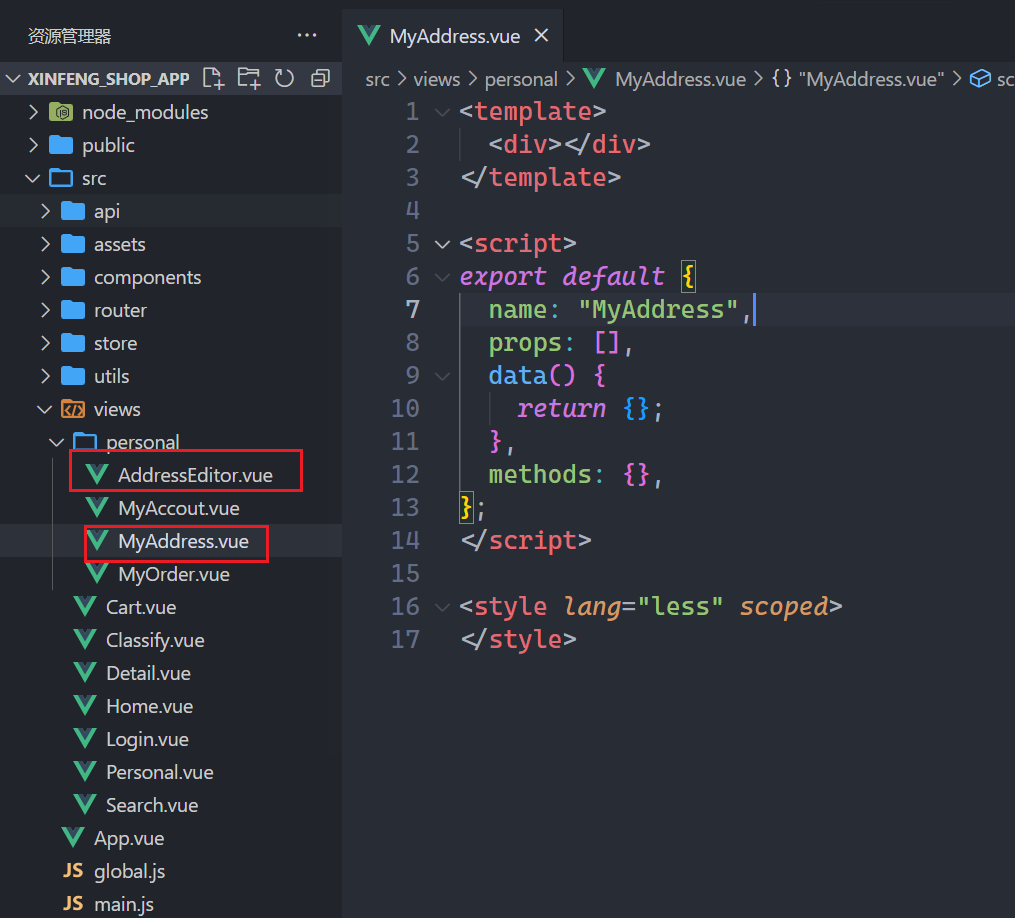 资源管理器 ···
XINFENG_SHOP_APP
node_modules
public
src
api
assets
components
router
store
utils
views
personal
AddressEditor.vue
MyAccout.vue
MyAddress.vue
MyOrder.vue
Cart.vue
Classify.vue
Detail.vue
Home.vue
Login.vue
Personal.vue
Search.vue
App.vue
JS global.js
JS main.js
MyAddress.vue ×
src > views > personal > MyAddress.vue > {} "MyAddress.vue" > sc
1 <template>
2 <div></div>
3 </template>
4
5 <script>
6 export default {
7 name: "MyAddress",
8 props: [],
9 data() {
10 return {};
11 },
12 methods: {},
13 };
14 </script>
15
16 <style lang="less" scoped>
17 </style>